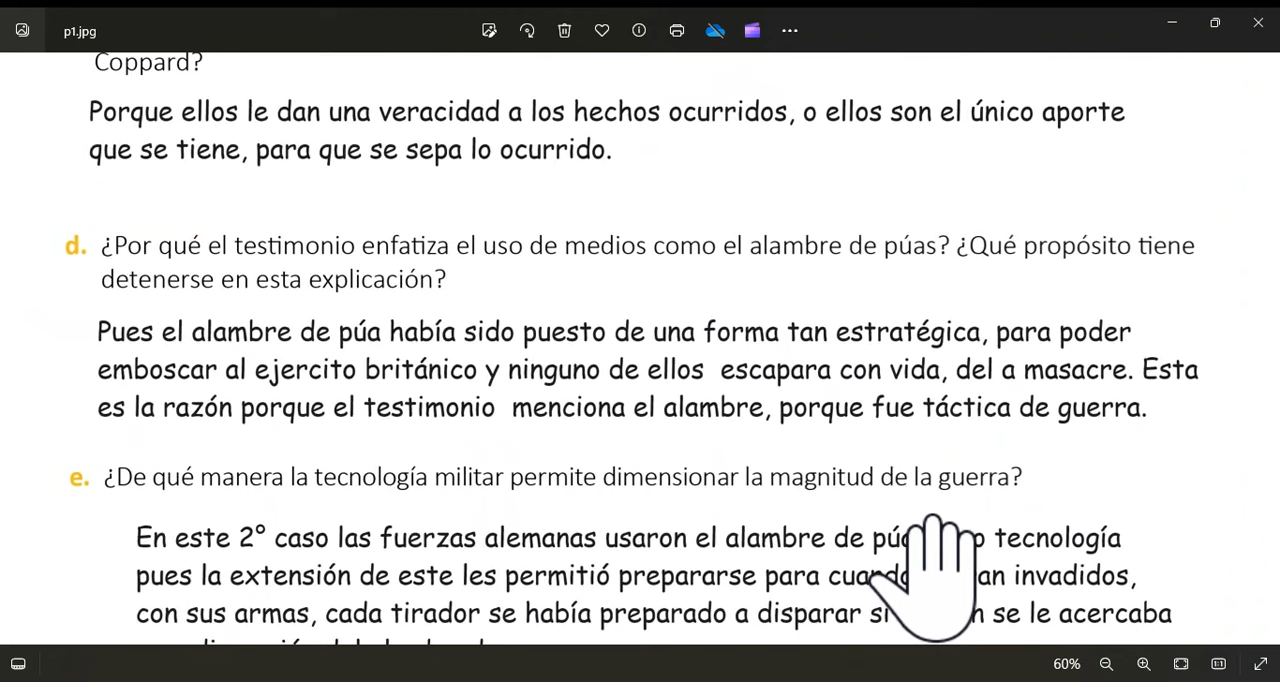 p1.jpg
Coppard?
Porque ellos le dan una veracidad a los hechos ocurridos, o ellos son el único aporte
que se tiene, para que se sepa lo ocurrido.
d. ¿Por qué el testimonio enfatiza el uso de medios como el alambre de púas? ¿Qué propósito tiene
detenerse en esta explicación?
Pues el alambre de púa había sido puesto de una forma tan estratégica, para poder
emboscar al ejercito británico y ninguno de ellos escapara con vida, del a masacre. Esta
es la razón porque el testimonio menciona el alambre, porque fue táctica de guerra.
e. ¿De qué manera la tecnología militar permite dimensionar la magnitud de la guerra?
En este 2° caso las fuerzas alemanas usaron el alambre de tecnología
pues la extensión de este les permitió prepararse para invadidos,
con sus armas, cada tirador se había preparado a disparar se le acercaba
60%